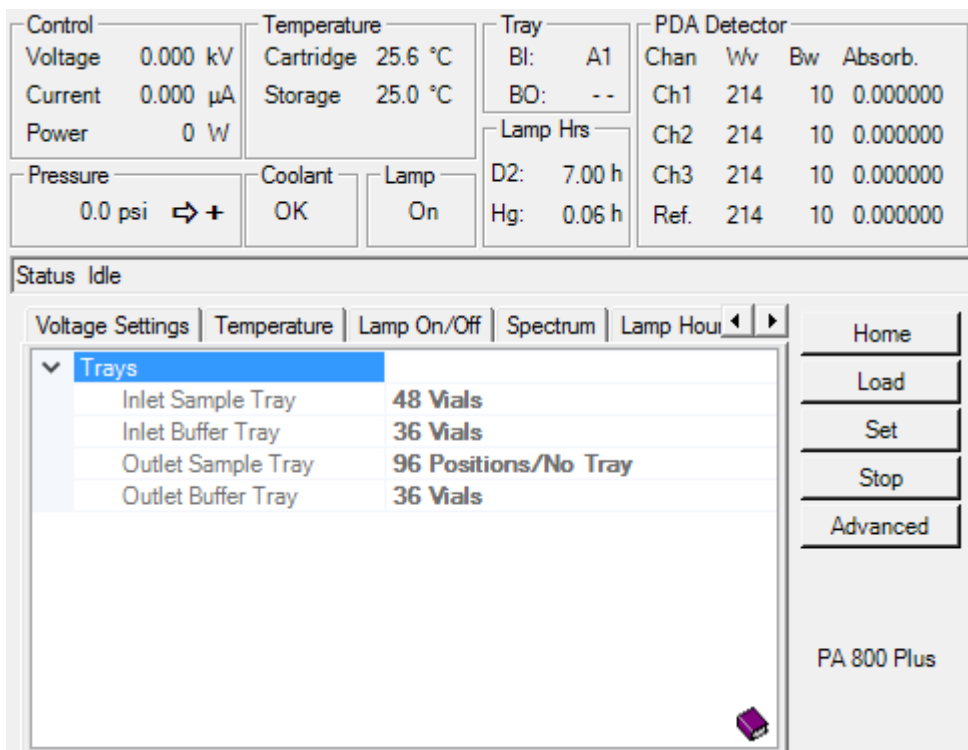 Control
Voltage 0.000 kV
Current 0.000 µA
Power 0 W
Temperature
Cartridge 25.6 °C
Storage 25.0 °C
Tray
BI: A1
BO: - -
PDA Detector
Chan Wv Bw Absorb.
Ch1 214 10 0.000000
Ch2 214 10 0.000000
Ch3 214 10 0.000000
Ref. 214 10 0.000000
Pressure
0.0 psi ⇨ +
Coolant
OK
Lamp
On
Lamp Hrs
D2: 7.00 h
Hg: 0.06 h
Status Idle
Voltage Settings Temperature Lamp On/Off Spectrum Lamp Hour
Trays
Inlet Sample Tray 48 Vials
Inlet Buffer Tray 36 Vials
Outlet Sample Tray 96 Positions/No Tray
Outlet Buffer Tray 36 Vials
Home
Load
Set
Stop
Advanced
PA 800 Plus